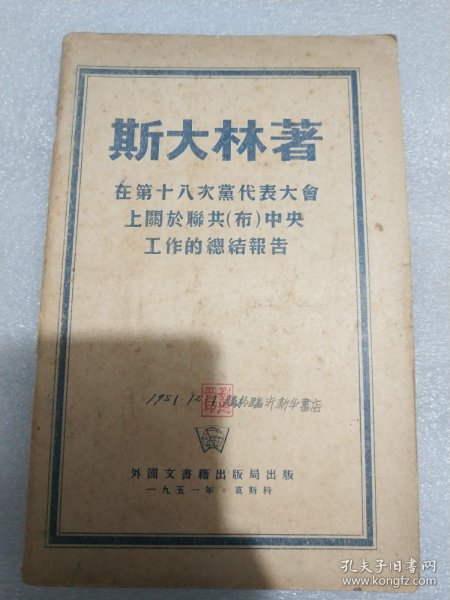 斯大林著
在第十八次黨代表大會
上關於聯共(布)中央
工作的總結報告
1951 12.1 購於臨沂新华書店
外國文書籍出版局出版
一九五一年。莫斯科
孔夫子旧书网
www.kongfz.com